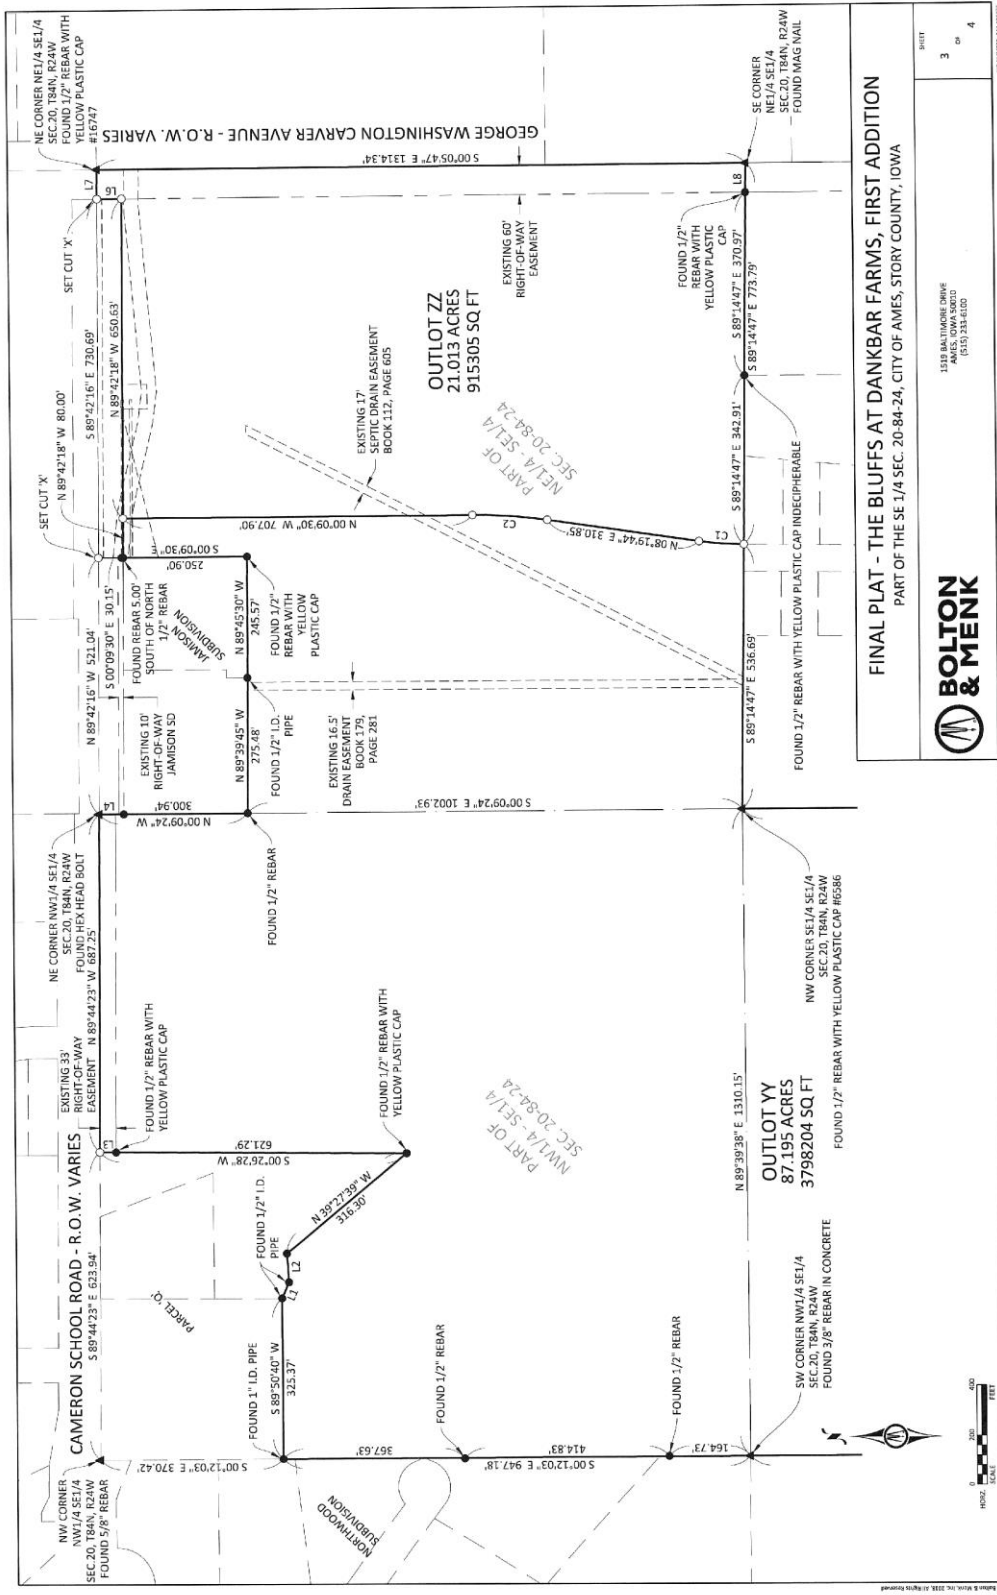 CAMERON SCHOOL ROAD - R.O.W. VARIES
S 89°44'23" E 623.94'
NW CORNER
NW1/4 SE1/4
SEC.20, T84N, R24W
FOUND 5/8" REBAR
S 00°12'03" E 370.42'
PARCEL 'Q'
FOUND 1" I.D. PIPE
S 89°50'40" W
325.37'
L1
L2
FOUND 1/2" I.D.
PIPE
N 39°27'39" W
316.30'
S 00°26'28" W
621.29'
L3
EXISTING 33'
RIGHT-OF-WAY
EASEMENT
FOUND 1/2" REBAR WITH
YELLOW PLASTIC CAP
FOUND 1/2" REBAR WITH
YELLOW PLASTIC CAP
N 89°44'23" W 687.25'
NE CORNER NW1/4 SE1/4
SEC.20, T84N, R24W
FOUND HEX HEAD BOLT
L4
N 00°09'24" W
300.94'
FOUND 1/2" REBAR
NORTHWOOD
SUBDIVISION
367.63'
FOUND 1/2" REBAR
S 00°12'03" E 947.18'
414.83'
FOUND 1/2" REBAR
164.73'
SW CORNER NW1/4 SE1/4
SEC.20, T84N, R24W
FOUND 3/8" REBAR IN CONCRETE
PART OF
NW1/4 - SE1/4
SEC. 20-84-24
N 89°39'38" E 1310.15'
OUTLOT YY
87.195 ACRES
3798204 SQ FT
NW CORNER SE1/4 SE1/4
SEC.20, T84N, R24W
FOUND 1/2" REBAR WITH YELLOW PLASTIC CAP #6586
S 00°09'24" E 1002.93'
N 89°42'16" W 521.04'
S 00°09'30" E 30.15'
EXISTING 10'
RIGHT-OF-WAY
JAMISON SD
FOUND REBAR 5.00'
SOUTH OF NORTH
1/2" REBAR
JAMISON
SUBDIVISION
S 00°09'30" E
250.90'
N 89°39'45" W
275.48'
N 89°45'30" W
245.57'
FOUND 1/2" I.D.
PIPE
FOUND 1/2"
REBAR WITH
YELLOW
PLASTIC CAP
EXISTING 16.5'
DRAIN EASEMENT
BOOK 179,
PAGE 281
SET CUT 'X'
N 89°42'18" W 80.00'
S 89°42'16" E 730.69'
N 89°42'18" W 650.63'
SET CUT 'X'
L6
L7
NE CORNER NE1/4 SE1/4
SEC.20, T84N, R24W
FOUND 1/2" REBAR WITH
YELLOW PLASTIC CAP
#16747
GEORGE WASHINGTON CARVER AVENUE - R.O.W. VARIES
S 00°05'47" E 1314.34'
EXISTING 17'
SEPTIC DRAIN EASEMENT
BOOK 112, PAGE 605
OUTLOT ZZ
21.013 ACRES
915305 SQ FT
EXISTING 60'
RIGHT-OF-WAY
EASEMENT
N 00°09'30" W 707.90'
C2
N 08°19'44" E 310.85'
C1
PART OF
NE1/4 - SE1/4
SEC. 20-84-24
FOUND 1/2"
REBAR WITH
YELLOW PLASTIC
CAP
L8
S 89°14'47" E 536.69'
S 89°14'47" E 342.91'
S 89°14'47" E 370.97'
S 89°14'47" E 773.79'
FOUND 1/2" REBAR WITH YELLOW PLASTIC CAP INDECIPHERABLE
SE CORNER
NE1/4 SE1/4
SEC.20, T84N, R24W
FOUND MAG NAIL
0 200 400
HORZ. SCALE FEET
BOLTON
& MENK
FINAL PLAT - THE BLUFFS AT DANKBAR FARMS, FIRST ADDITION
PART OF THE SE 1/4 SEC. 20-84-24, CITY OF AMES, STORY COUNTY, IOWA
1519 BALTIMORE DRIVE
AMES, IOWA 50010
(515) 233-6100
SHEET
3
OF
4